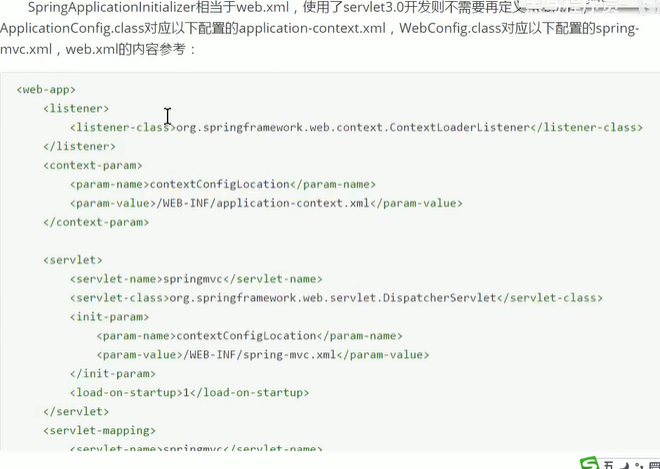 SpringApplicationInitializer相当于web.xml，使用了servlet3.0开发则不需要再定义
ApplicationConfig.class对应以下配置的application-context.xml，WebConfig.class对应以下配置的spring-
mvc.xml，web.xml的内容参考：
<web-app>
<listener>
<listener-class>org.springframework.web.context.ContextLoaderListener</listener-class>
</listener>
<context-param>
<param-name>contextConfigLocation</param-name>
<param-value>/WEB-INF/application-context.xml</param-value>
</context-param>
<servlet>
<servlet-name>springmvc</servlet-name>
<servlet-class>org.springframework.web.servlet.DispatcherServlet</servlet-class>
<init-param>
<param-name>contextConfigLocation</param-name>
<param-value>/WEB-INF/spring-mvc.xml</param-value>
</init-param>
<load-on-startup>1</load-on-startup>
</servlet>
<servlet-mapping>
<servlet-name>springmvc</servlet-name>
五